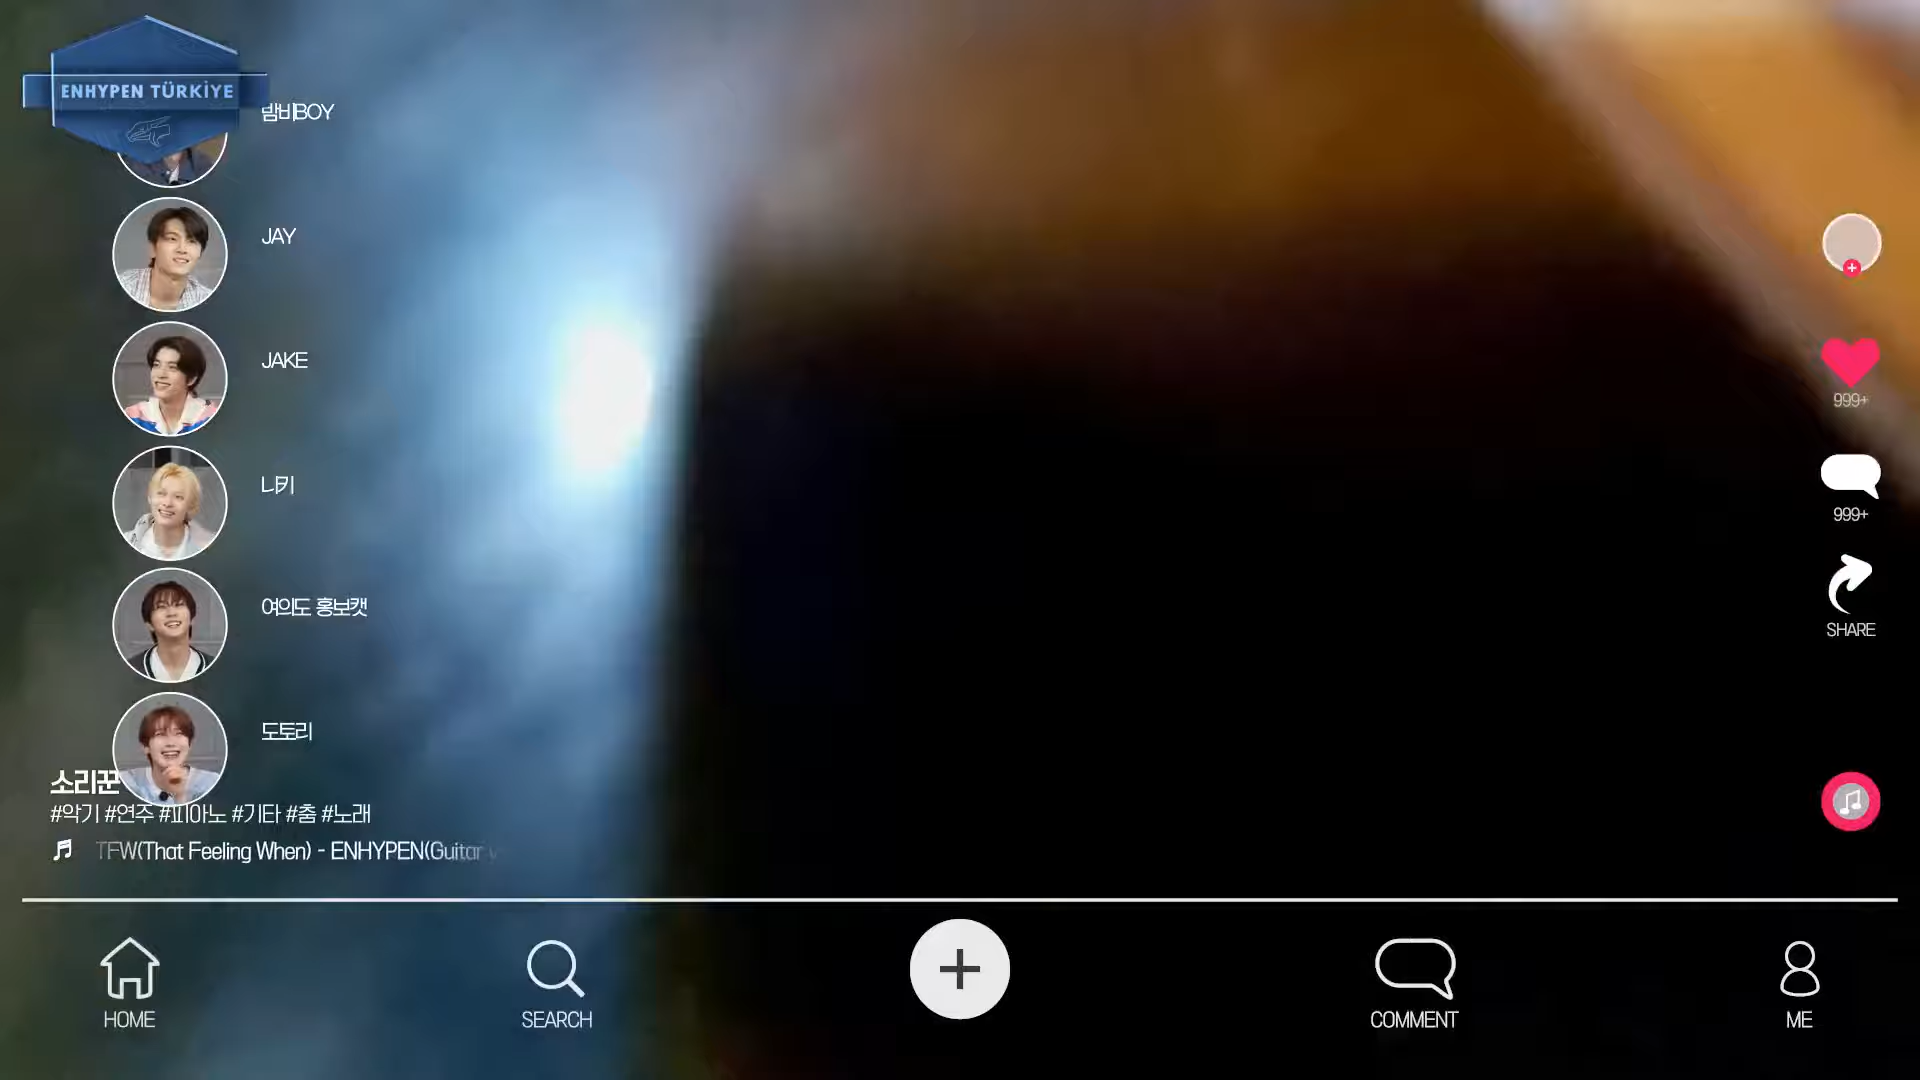 ENHYPEN TÜRKİYE
밤비BOY
JAY
JAKE
니키
여의도 홍보캣
도토리
소리꾼
#악기 #연주 #피아노 #기타 #춤 #노래
TFW(That Feeling When) - ENHYPEN(Guitar
999+
999+
SHARE
HOME
SEARCH
COMMENT
ME